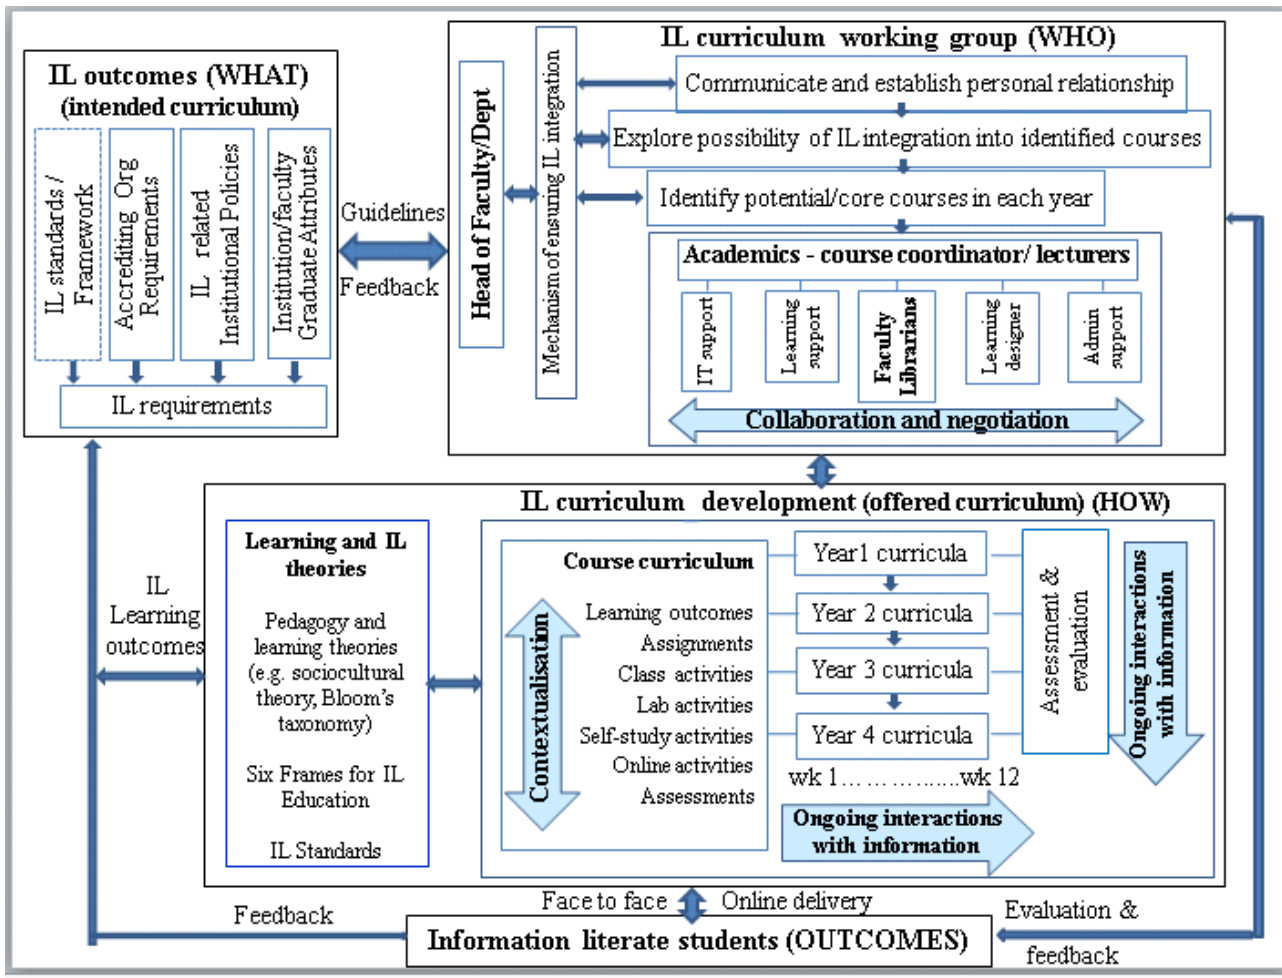 IL outcomes (WHAT)
(intended curriculum)
IL standards /
Framework
Accrediting Org
Requirements
IL related
Institutional Policies
Institution/faculty
Graduate Attributes
IL requirements
Guidelines
Feedback
IL curriculum working group (WHO)
Head of Faculty/Dept
Mechanism of ensuring IL integration
Communicate and establish personal relationship
Explore possibility of IL integration into identified courses
Identify potential/core courses in each year
Academics - course coordinator/ lecturers
IT support
Learning
support
Faculty
Librarians
Learning
designer
Admin
support
Collaboration and negotiation
IL curriculum development (offered curriculum) (HOW)
IL
Learning
outcomes
Learning and IL
theories
Pedagogy and
learning theories
(e.g. sociocultural
theory, Bloom's
taxonomy)
Six Frames for IL
Education
IL Standards
Contextualisation
Course curriculum
Learning outcomes
Assignments
Class activities
Lab activities
Self-study activities
Online activities
Assessments
Year1 curricula
Year 2 curricula
Year 3 curricula
Year 4 curricula
wk 1… … …......wk 12
Ongoing interactions
with information
Assessment &
evaluation
Ongoing interactions
with information
Face to face
Online delivery
Feedback
Information literate students (OUTCOMES)
Evaluation &
feedback